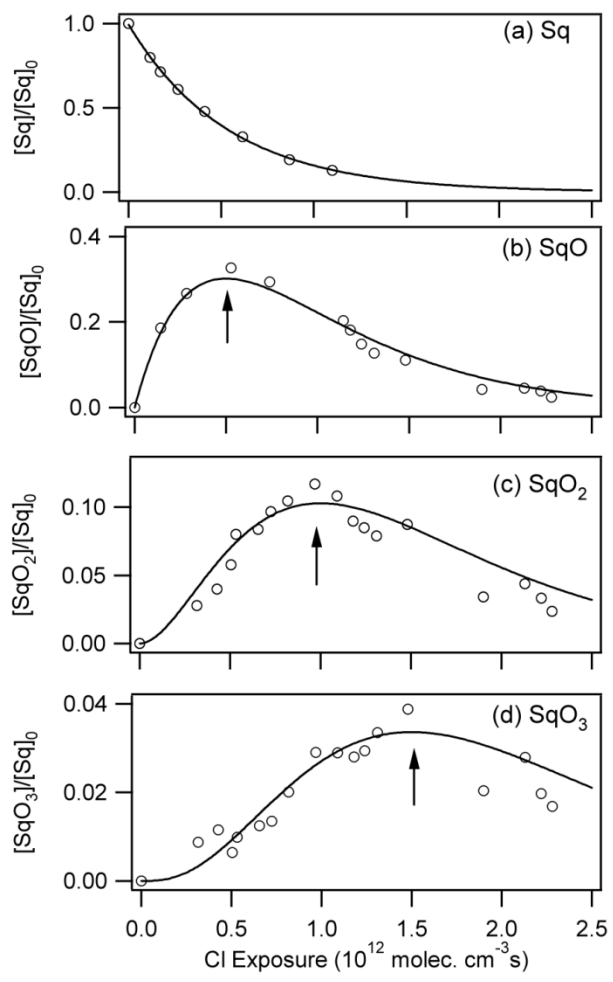 (a) Sq
[Sq]/[Sq]₀
1.0
0.5
0.0
(b) SqO
[SqO]/[Sq]₀
0.4
0.2
0.0
(c) SqO₂
[SqO₂]/[Sq]₀
0.10
0.05
0.00
(d) SqO₃
[SqO₃]/[Sq]₀
0.04
0.02
0.00
0.0 0.5 1.0 1.5 2.0 2.5
Cl Exposure (10¹² molec. cm⁻³s)